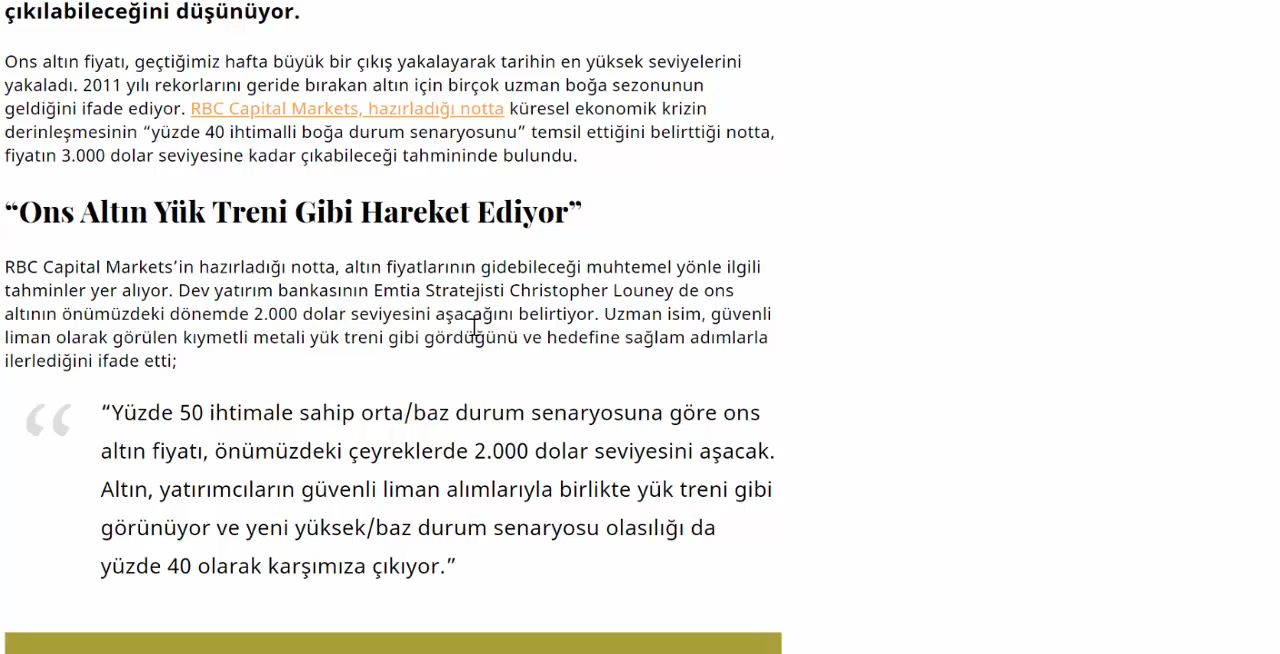 çıkılabileceğini düşünüyor.
Ons altın fiyatı, geçtiğimiz hafta büyük bir çıkış yakalayarak tarihin en yüksek seviyelerini
yakaladı. 2011 yılı rekorlarını geride bırakan altın için birçok uzman boğa sezonunun
geldiğini ifade ediyor. RBC Capital Markets, hazırladığı notta küresel ekonomik krizin
derinleşmesinin “yüzde 40 ihtimalli boğa durum senaryosunu” temsil ettiğini belirttiği notta,
fiyatın 3.000 dolar seviyesine kadar çıkabileceği tahmininde bulundu.
“Ons Altın Yük Treni Gibi Hareket Ediyor”
RBC Capital Markets’in hazırladığı notta, altın fiyatlarının gidebileceği muhtemel yönle ilgili
tahminler yer alıyor. Dev yatırım bankasının Emtia Stratejisti Christopher Louney de ons
altının önümüzdeki dönemde 2.000 dolar seviyesini aşacağını belirtiyor. Uzman isim, güvenli
liman olarak görülen kıymetli metali yük treni gibi gördüğünü ve hedefine sağlam adımlarla
ilerlediğini ifade etti;
“Yüzde 50 ihtimale sahip orta/baz durum senaryosuna göre ons
altın fiyatı, önümüzdeki çeyreklerde 2.000 dolar seviyesini aşacak.
Altın, yatırımcıların güvenli liman alımlarıyla birlikte yük treni gibi
görünüyor ve yeni yüksek/baz durum senaryosu olasılığı da
yüzde 40 olarak karşımıza çıkıyor.”